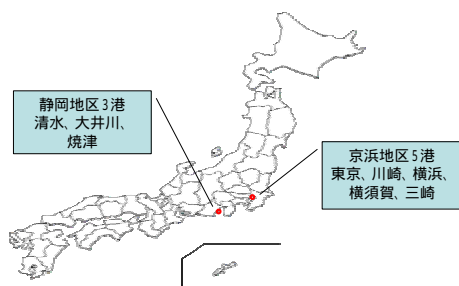 静岡地区3港
清水、大井川、
焼津
京浜地区5港
東京、川崎、横浜、
横須賀、三崎